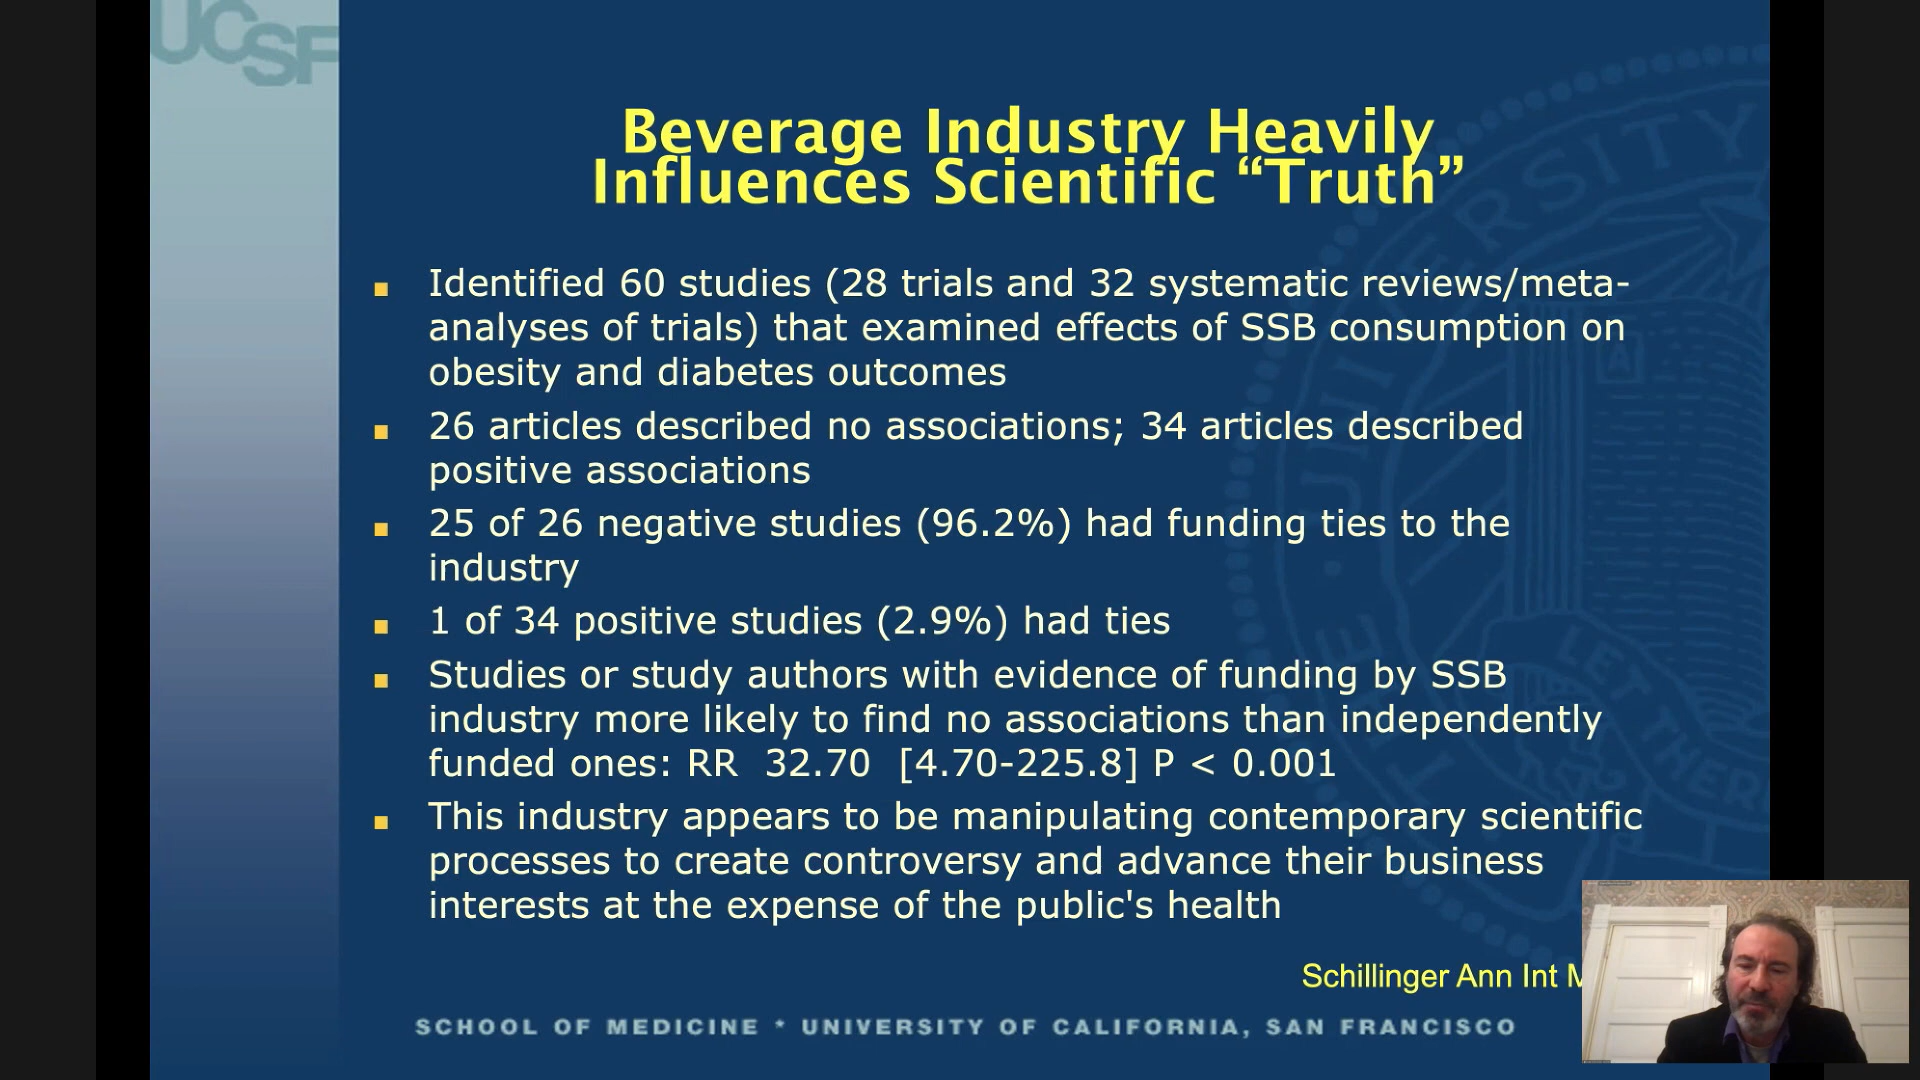 UCSF
Beverage Industry Heavily
Influences Scientific “Truth”
Identified 60 studies (28 trials and 32 systematic reviews/meta-
analyses of trials) that examined effects of SSB consumption on
obesity and diabetes outcomes
26 articles described no associations; 34 articles described
positive associations
25 of 26 negative studies (96.2%) had funding ties to the
industry
1 of 34 positive studies (2.9%) had ties
Studies or study authors with evidence of funding by SSB
industry more likely to find no associations than independently
funded ones: RR 32.70 [4.70-225.8] P < 0.001
This industry appears to be manipulating contemporary scientific
processes to create controversy and advance their business
interests at the expense of the public's health
Schillinger Ann Int
SCHOOL OF MEDICINE * UNIVERSITY OF CALIFORNIA, SAN FRANCISCO
THE UNIVERSITY
LET THERE